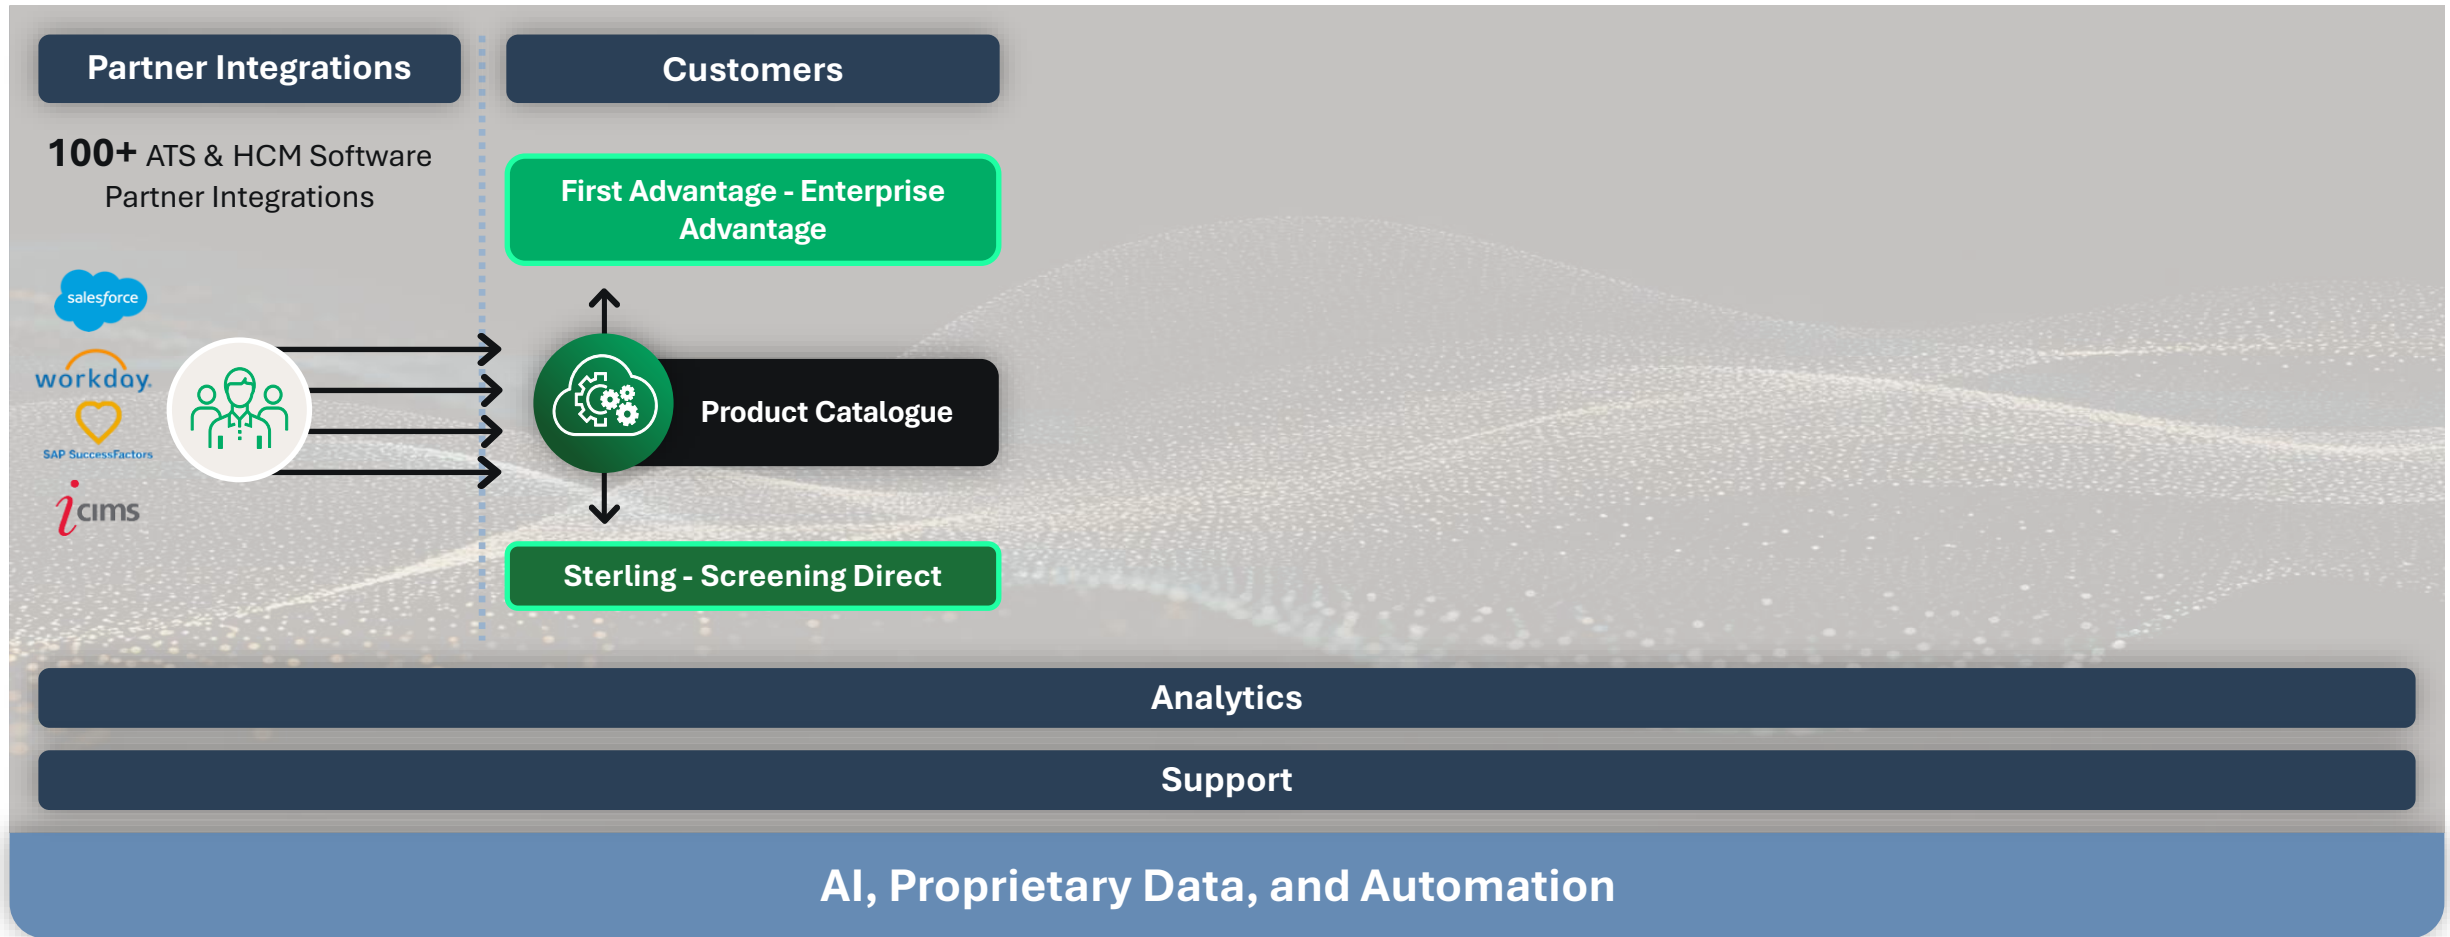 Partner Integrations
Customers
100+ ATS & HCM Software
Partner Integrations
First Advantage - Enterprise
Advantage
salesforce
workday.
SAP SuccessFactors
icims
Product Catalogue
Sterling - Screening Direct
Analytics
Support
AI, Proprietary Data, and Automation